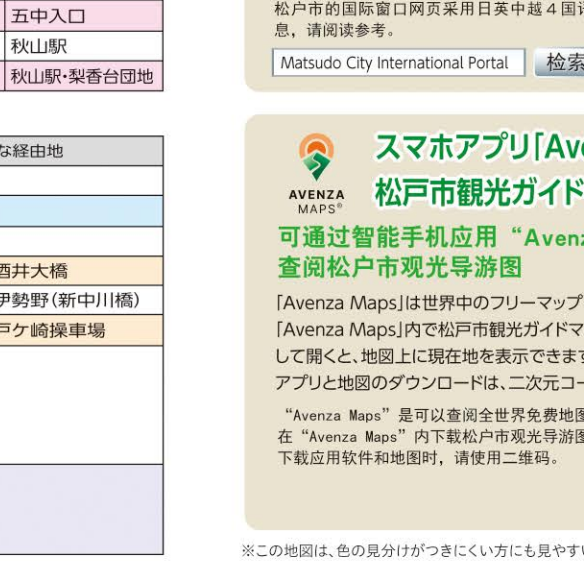 五中入口
秋山駅
秋山駅・梨香台団地
な経由地
酒井大橋
伊勢野(新中川橋)
戸ケ崎操車場
松户市的国际窗口网页采用日英中越4国
息，请阅读参考。
Matsudo City International Portal 検索
AVENZA
MAPS®
スマホアプリ「Ave
松戸市観光ガイド
可通过智能手机应用“Avenz
查阅松户市观光导游图
「Avenza Maps」は世界中のフリーマップ
「Avenza Maps」内で松戸市観光ガイドマ
して開くと、地図上に現在地を表示できます
アプリと地図のダウンロードは、二次元コー
“Avenza Maps”是可以查阅全世界免费地图
在“Avenza Maps”内下载松户市观光导游图
下载应用软件和地图时，请使用二维码。
※この地図は、色の見分けがつきにくい方にも見やすい